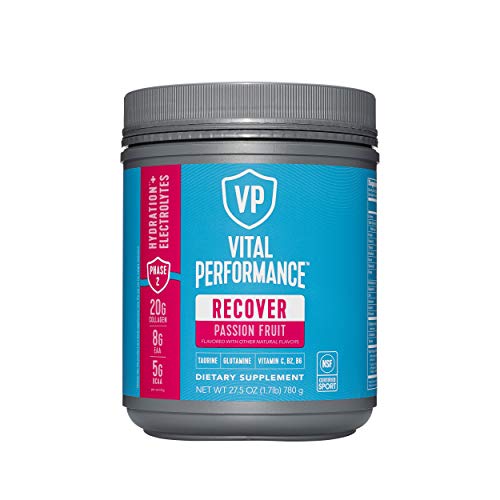 VP
VITAL
PERFORMANCE™
RECOVER
PASSION FRUIT
FLAVORED WITH OTHER NATURAL FLAVORS
TAURINE GLUTAMINE VITAMIN C, B2, B6
DIETARY SUPPLEMENT
NET WT 27.5 OZ (1.7lb) 780 g
HYDRATION +
ELECTROLYTES
PHASE
2
20G
COLLAGEN
8G
EAA
5G
BCAA
NSF
CERTIFIED
SPORT